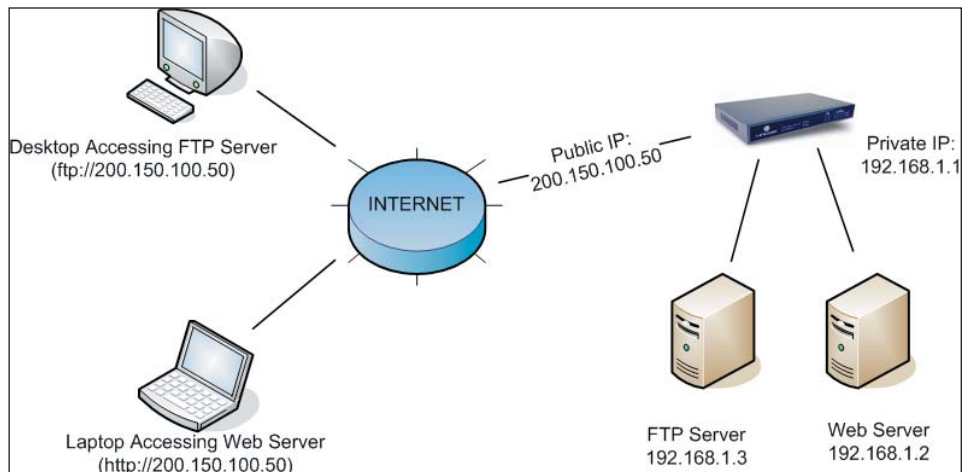 Desktop Accessing FTP Server
(ftp://200.150.100.50)
INTERNET
Public IP:
200.150.100.50
Private IP:
192.168.1.1
Laptop Accessing Web Server
(http://200.150.100.50)
FTP Server
192.168.1.3
Web Server
192.168.1.2